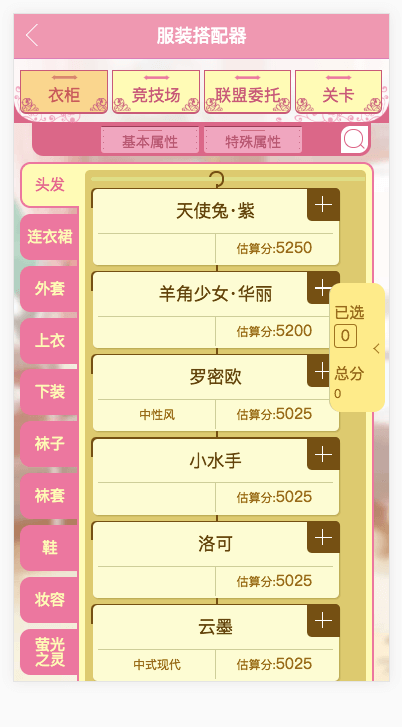 服装搭配器
衣柜 竞技场 联盟委托 关卡
基本属性 特殊属性
头发
连衣裙
外套
上衣
下装
袜子
袜套
鞋
妆容
萤光
之灵
天使兔·紫
估算分:5250
羊角少女·华丽
估算分:5200
罗密欧
中性风 估算分:5025
小水手
估算分:5025
洛可
估算分:5025
云墨
中式现代 估算分:5025
已选
0
总分
0